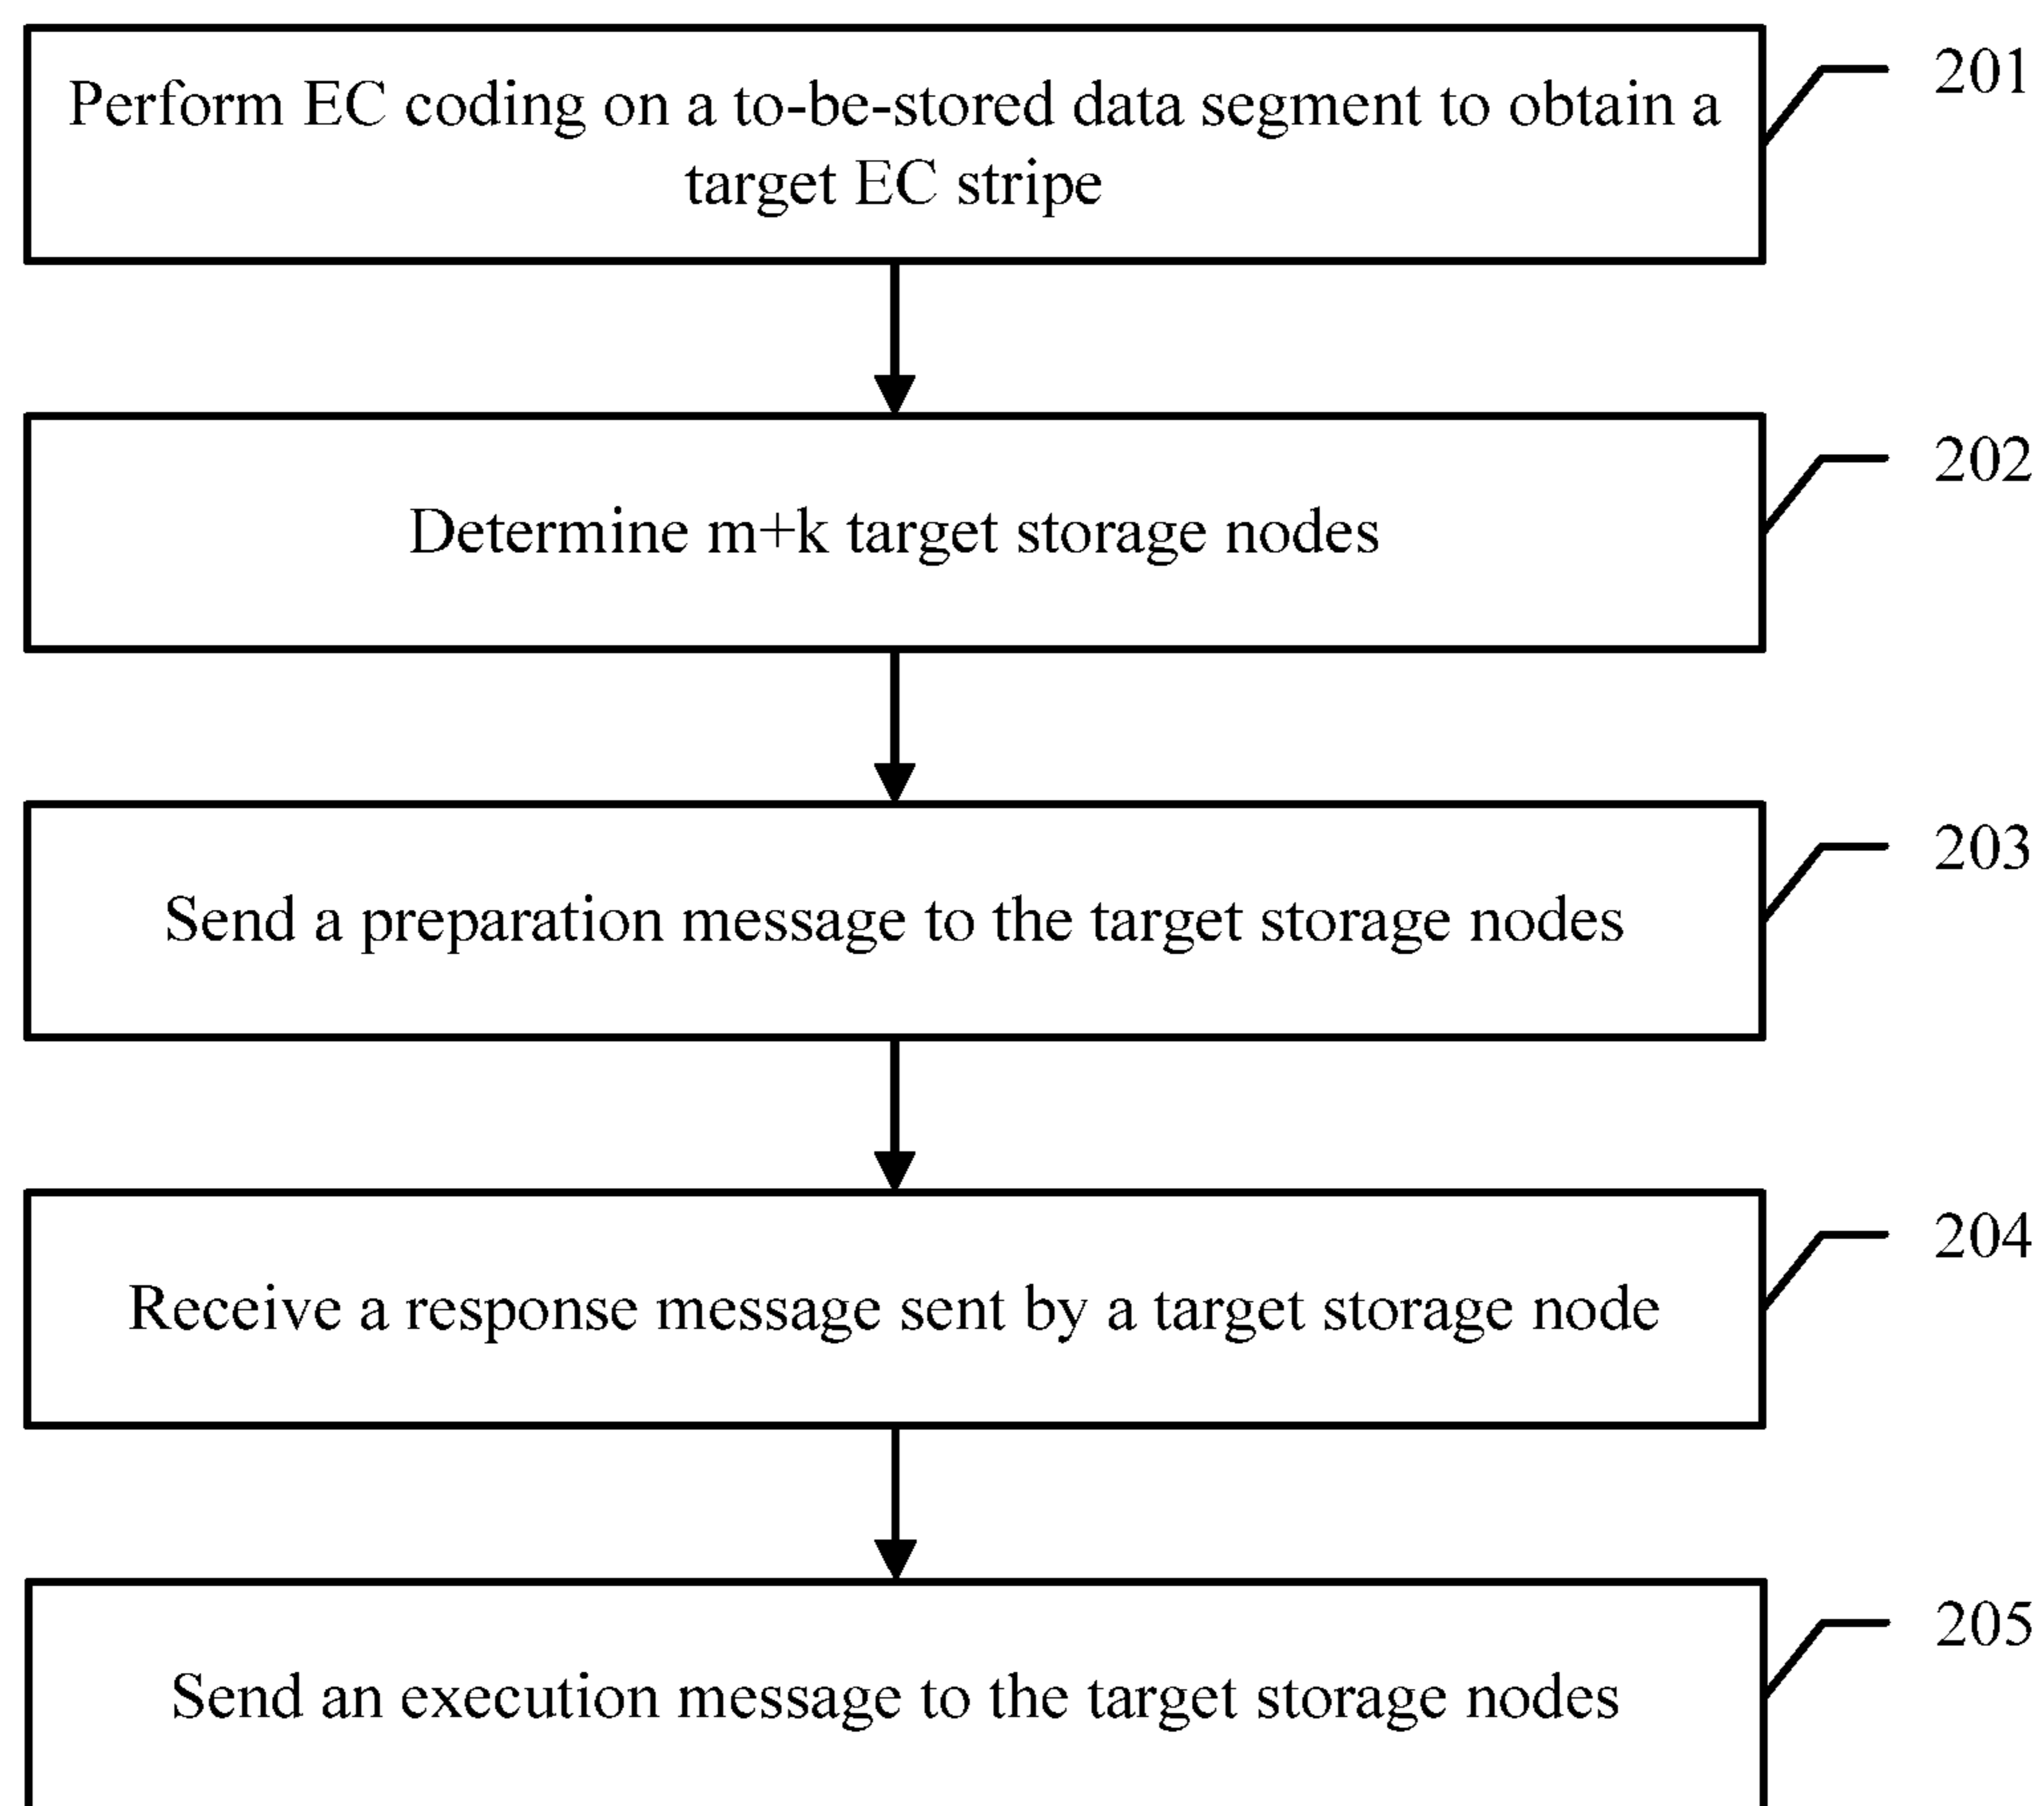 Perform EC coding on a to-be-stored data segment to obtain a
target EC stripe
201
Determine m+k target storage nodes
202
Send a preparation message to the target storage nodes
203
Receive a response message sent by a target storage node
204
Send an execution message to the target storage nodes
205